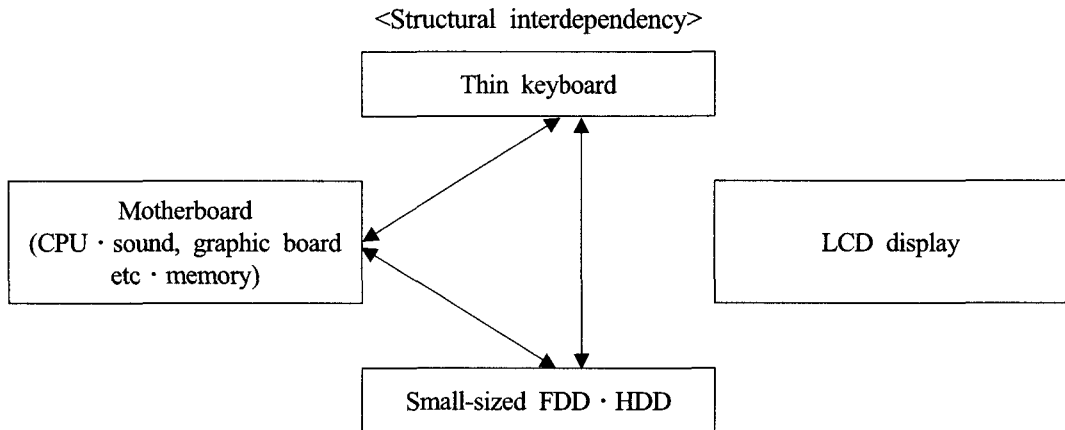 <Structural interdependency>
Thin keyboard
Motherboard
(CPU · sound, graphic board
etc · memory)
LCD display
Small-sized FDD · HDD